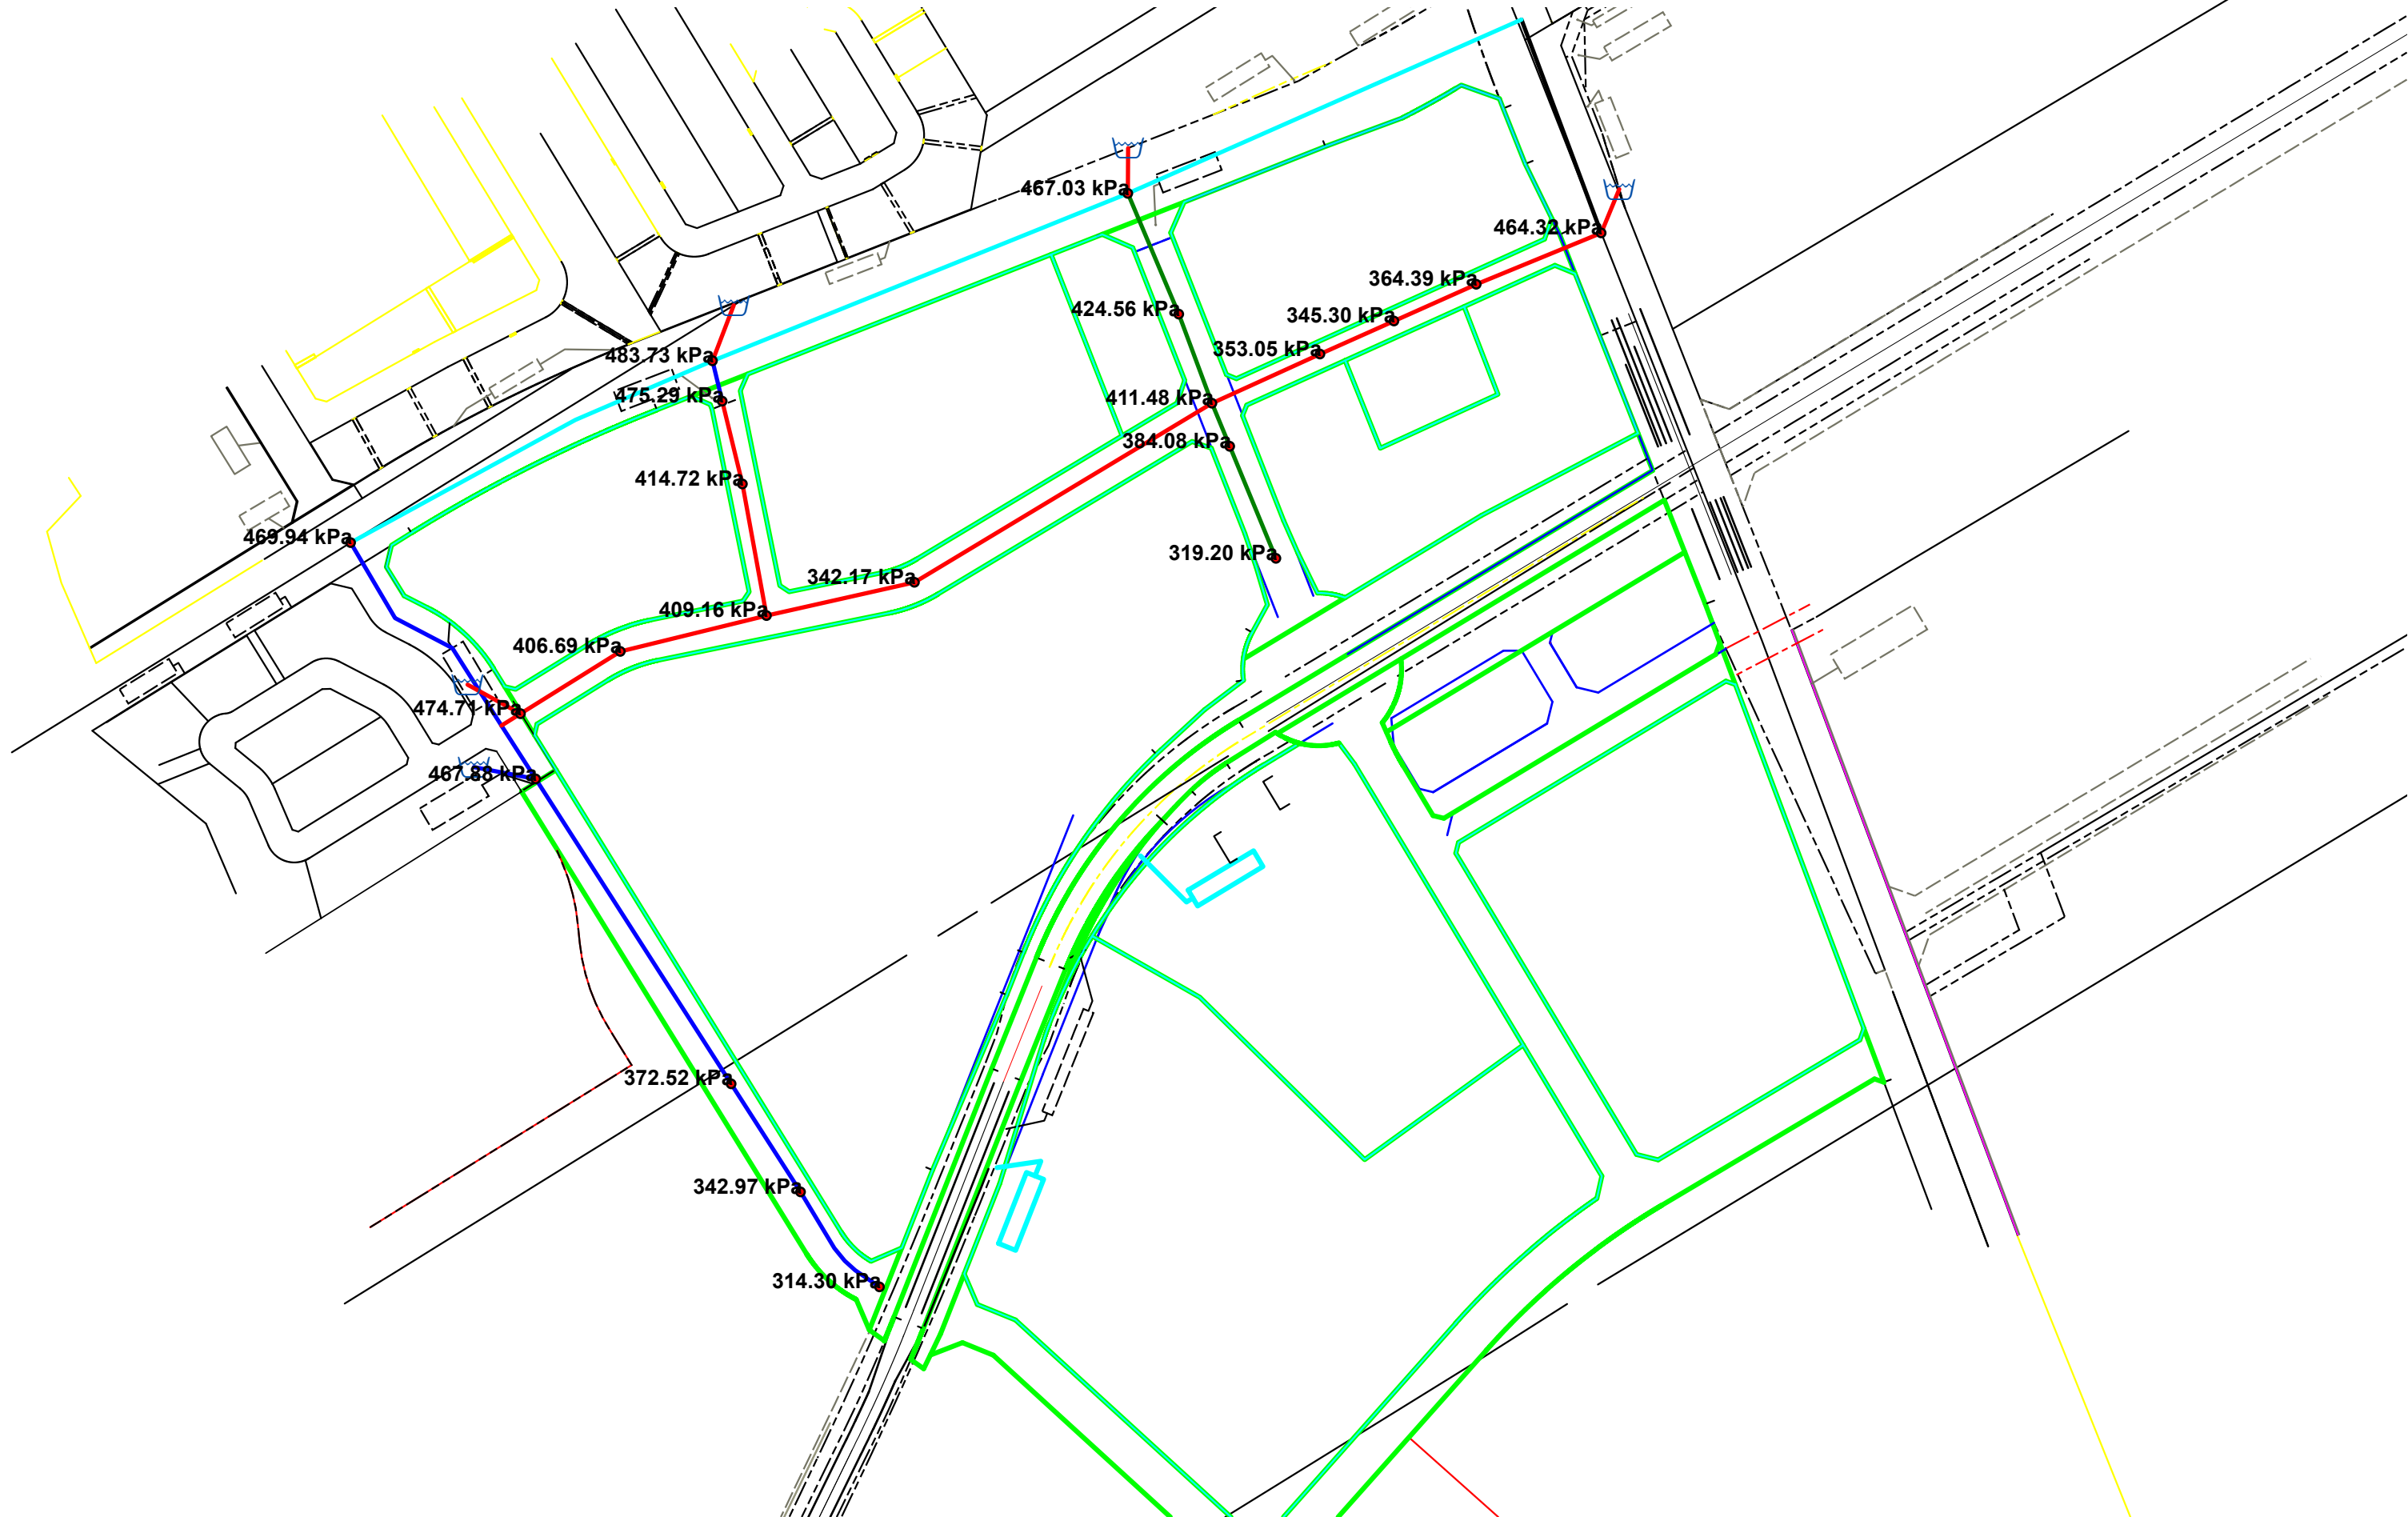 467.03 kPa
464.32 kPa
364.39 kPa
424.56 kPa
345.30 kPa
353.05 kPa
483.73 kPa
475.29 kPa
411.48 kPa
384.08 kPa
414.72 kPa
469.94 kPa
319.20 kPa
342.17 kPa
409.16 kPa
406.69 kPa
474.71 kPa
467.88 kPa
372.52 kPa
342.97 kPa
314.30 kPa